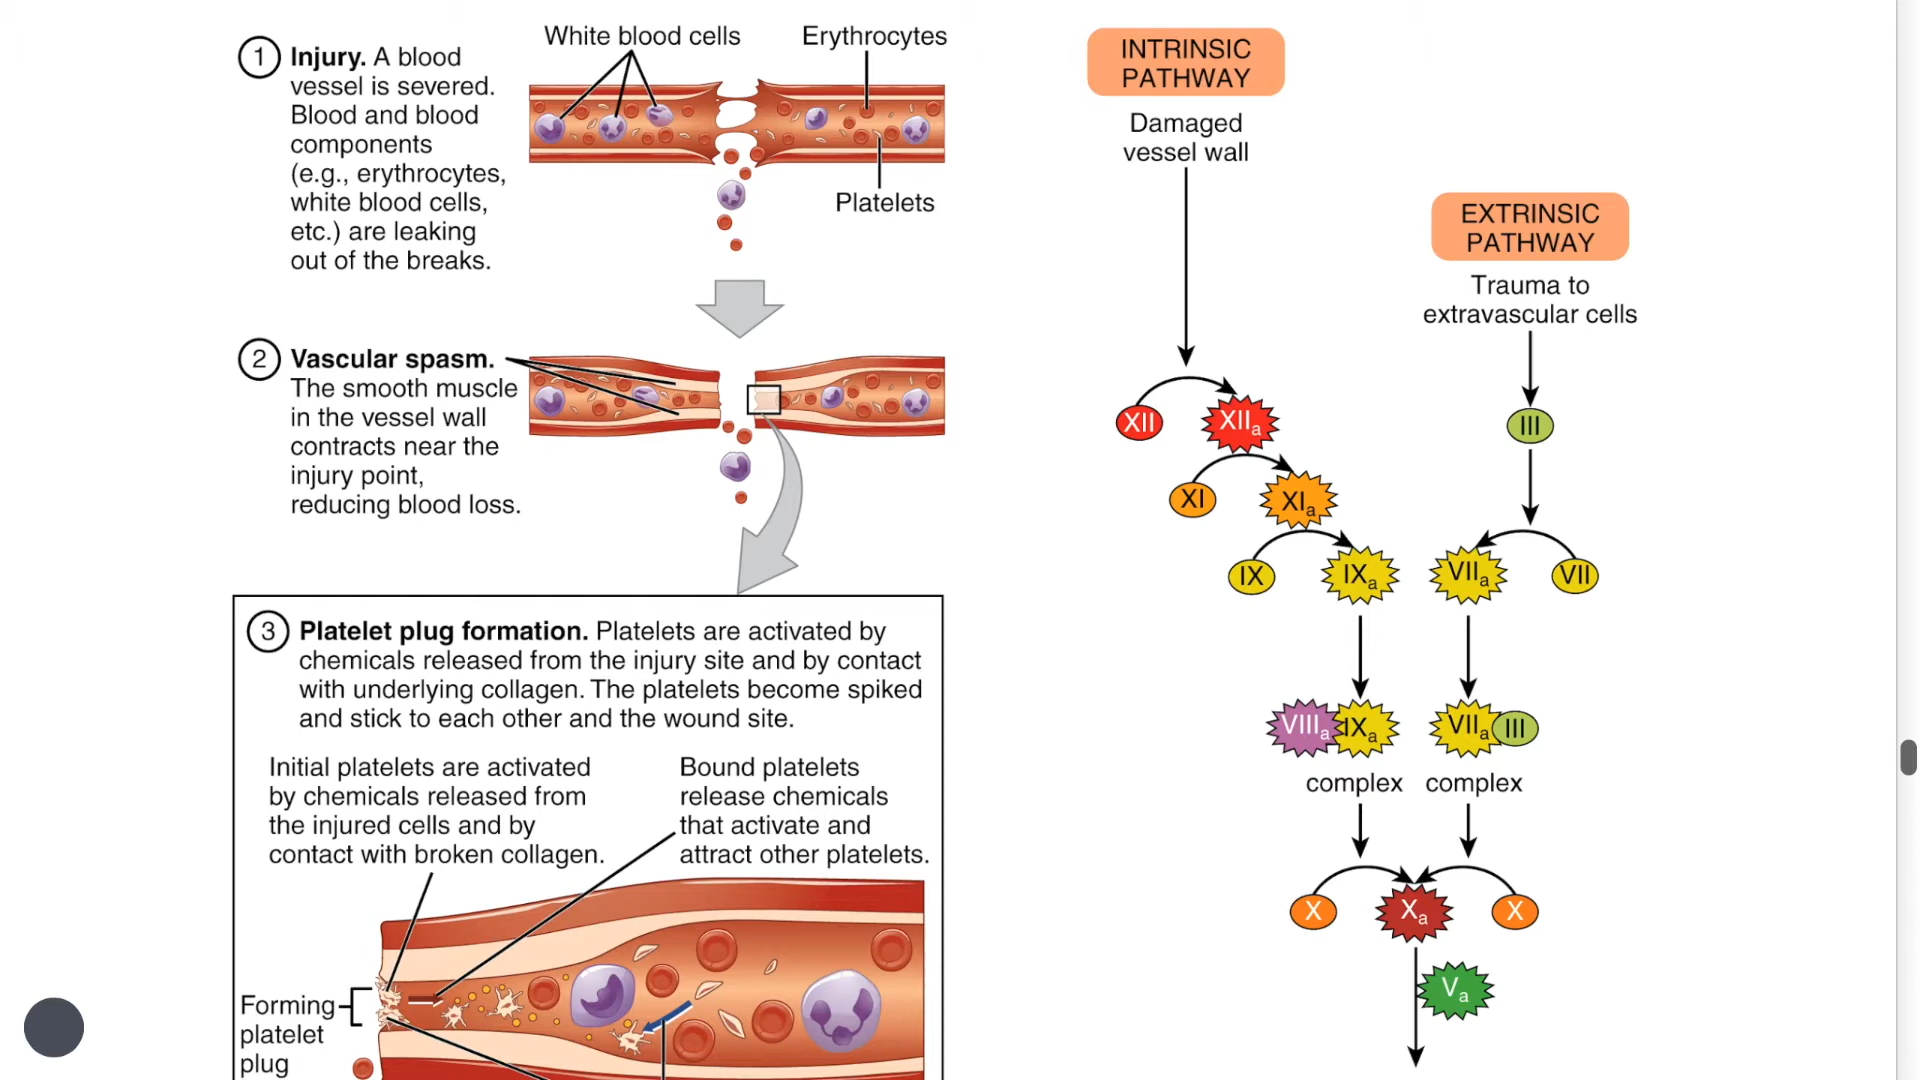 White blood cells
Erythrocytes
1 Injury. A blood
vessel is severed.
Blood and blood
components
(e.g., erythrocytes,
white blood cells,
etc.) are leaking
out of the breaks.
Platelets
2 Vascular spasm.
The smooth muscle
in the vessel wall
contracts near the
injury point,
reducing blood loss.
3 Platelet plug formation. Platelets are activated by
chemicals released from the injury site and by contact
with underlying collagen. The platelets become spiked
and stick to each other and the wound site.
Initial platelets are activated
by chemicals released from
the injured cells and by
contact with broken collagen.
Bound platelets
release chemicals
that activate and
attract other platelets.
Forming
platelet
plug
INTRINSIC
PATHWAY
Damaged
vessel wall
EXTRINSIC
PATHWAY
Trauma to
extravascular cells
XII XIIa III
XI XIa
IX IXa VIIa VII
VIIIa IXa VIIa III
complex complex
X Xa X
Va